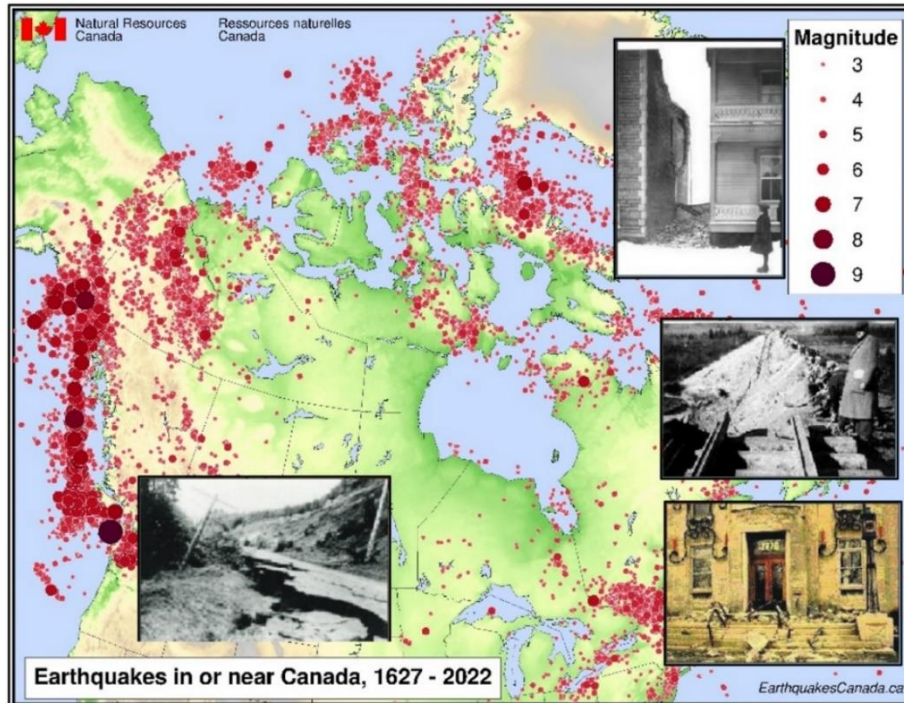 Natural Resources
Canada
Ressources naturelles
Canada
Magnitude
3
4
5
6
7
8
9
Earthquakes in or near Canada, 1627 - 2022
EarthquakesCanada.ca